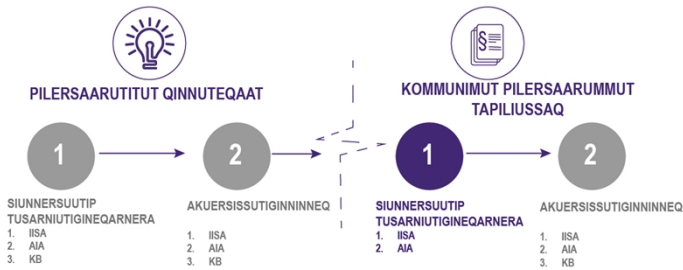 PILERSAARUTITUT QINNUTEQAAT
1
2
SIUNNERSUUTIP
TUSARNIUTIGINEQARNERA
1. IISA
2. AIA
3. KB
AKUERSISSUTIGINNINNEQ
1. IISA
2. AIA
3. KB
§
KOMMUNIMUT PILERSAARUMMUT
TAPILIUSSAQ
1
2
SIUNNERSUUTIP
TUSARNIUTIGINEQARNERA
1. IISA
2. AIA
AKUERSISSUTIGINNINNEQ
1. IISA
2. AIA
3. KB